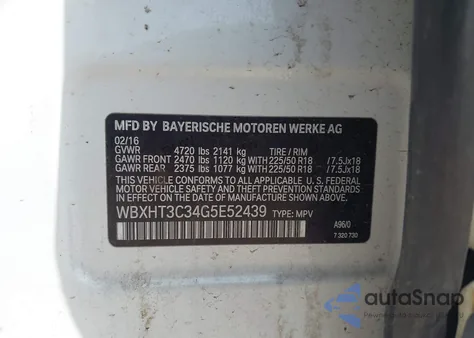 MFD BY BAYERISCHE MOTOREN WERKE AG
02/16
GVWR 4720 lbs 2141 kg TIRE / RIM
GAWR FRONT 2470 lbs 1120 kg WITH 225/50 R18 /7.5Jx18
GAWR REAR 2375 lbs 1077 kg WITH 225/50 R18 /7.5Jx18
THIS VEHICLE CONFORMS TO ALL APPLICABLE
FEDERAL MOTOR VEHICLE SAFETY, BUMPER,
AND THEFT PREVENTION STANDARDS IN EFFECT ON
THE DATE OF MANUFACTURE SHOWN ABOVE.
WBXHT3C34G5E52439 TYPE: MPV
A96/0
7 320 730
autoSnap